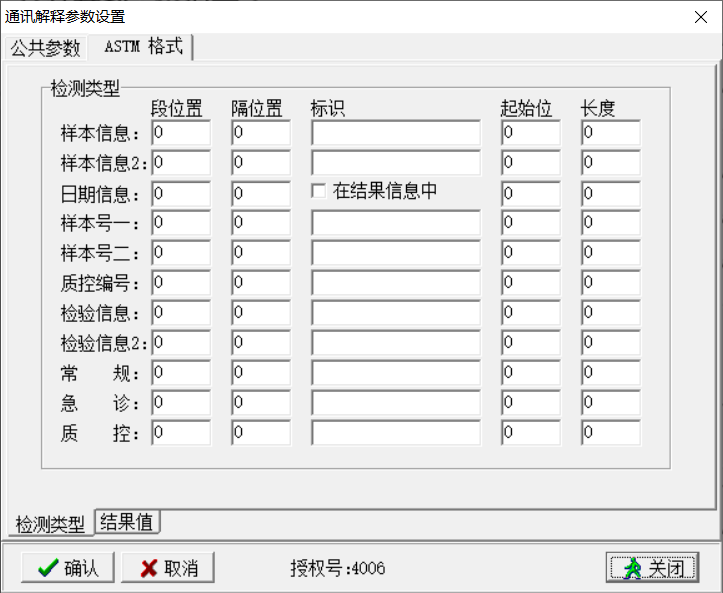 通讯解释参数设置
公共参数 ASTM 格式
检测类型
段位置 隔位置 标识 起始位 长度
样本信息: 0 0 0 0
样本信息2: 0 0 0 0
日期信息: 0 0 在结果信息中 0 0
样本号一: 0 0 0 0
样本号二: 0 0 0 0
质控编号: 0 0 0 0
检验信息: 0 0 0 0
检验信息2: 0 0 0 0
常 规: 0 0 0 0
急 诊: 0 0 0 0
质 控: 0 0 0 0
检测类型 结果值
确认 取消 授权号:4006 关闭